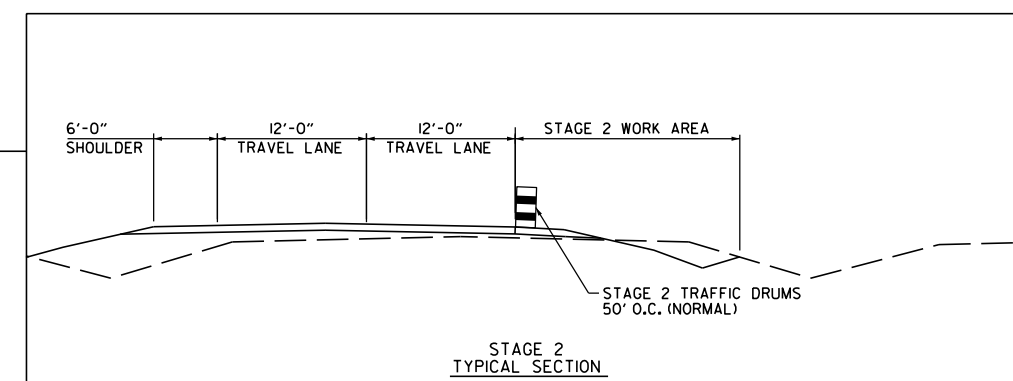 6'-0"
SHOULDER
12'-0"
TRAVEL LANE
12'-0"
TRAVEL LANE
STAGE 2 WORK AREA
STAGE 2 TRAFFIC DRUMS
50' O.C. (NORMAL)
STAGE 2
TYPICAL SECTION